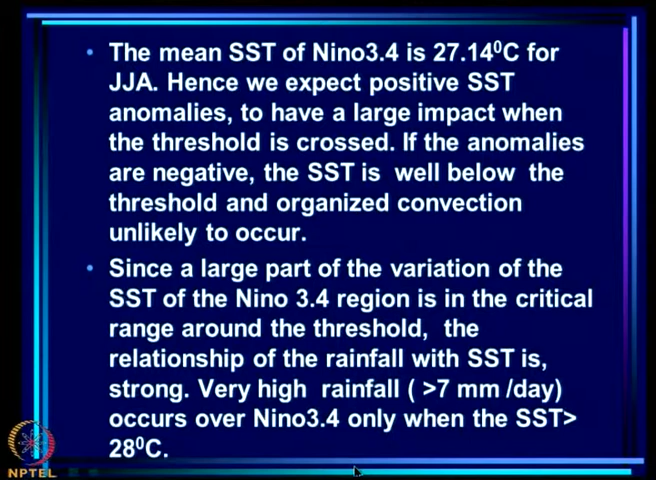 • The mean SST of Nino3.4 is 27.14⁰C for
JJA. Hence we expect positive SST
anomalies, to have a large impact when
the threshold is crossed. If the anomalies
are negative, the SST is well below the
threshold and organized convection
unlikely to occur.
• Since a large part of the variation of the
SST of the Nino 3.4 region is in the critical
range around the threshold, the
relationship of the rainfall with SST is,
strong. Very high rainfall ( >7 mm /day)
occurs over Nino3.4 only when the SST>
28⁰C.
NPTEL